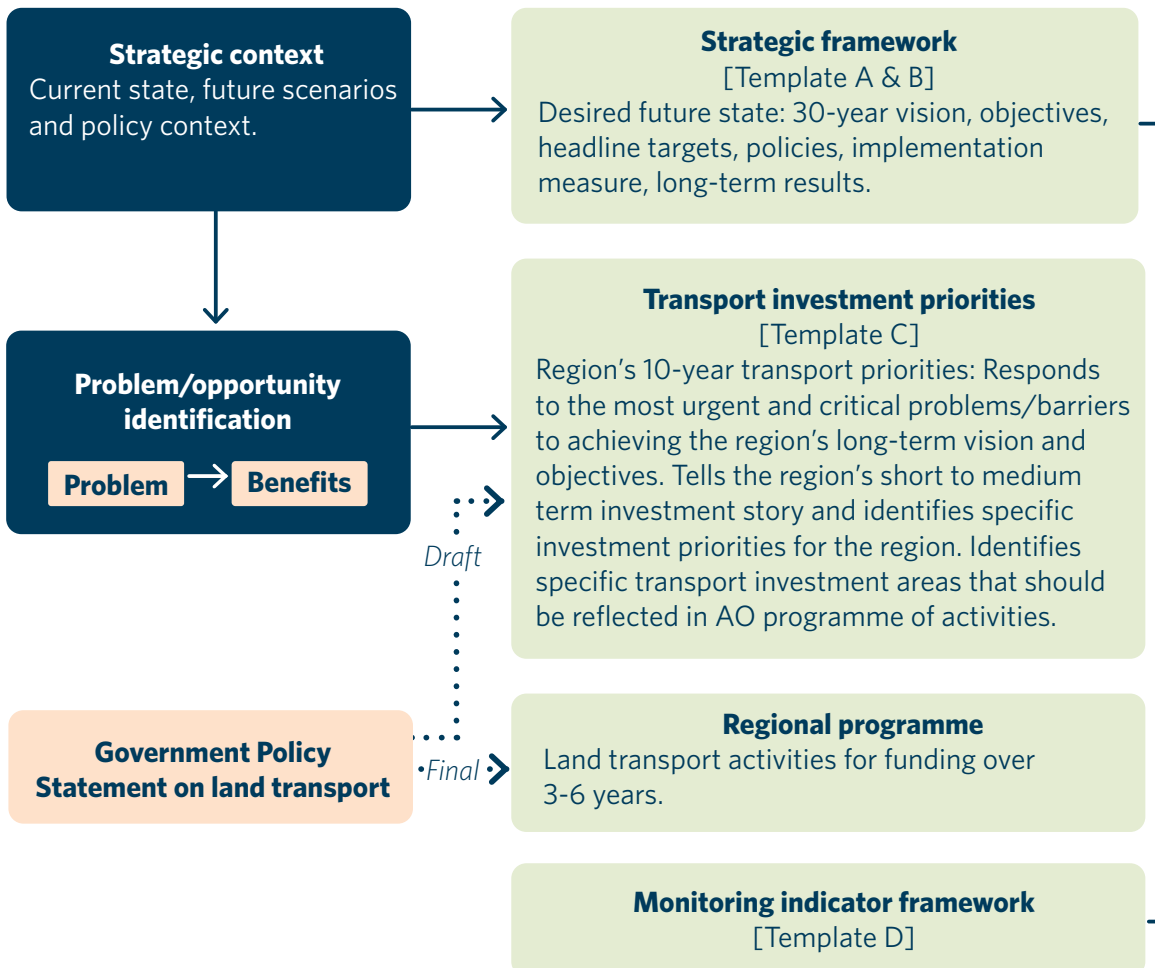 Strategic context
Current state, future scenarios
and policy context.
Strategic framework
[Template A & B]
Desired future state: 30-year vision, objectives,
headline targets, policies, implementation
measure, long-term results.
Problem/opportunity
identification
Problem
Benefits
Transport investment priorities
[Template C]
Region's 10-year transport priorities: Responds
to the most urgent and critical problems/barriers
to achieving the region's long-term vision and
objectives. Tells the region's short to medium
term investment story and identifies specific
investment priorities for the region. Identifies
specific transport investment areas that should
be reflected in AO programme of activities.
Draft
Government Policy
Statement on land transport
Final
Regional programme
Land transport activities for funding over
3-6 years.
Monitoring indicator framework
[Template D]